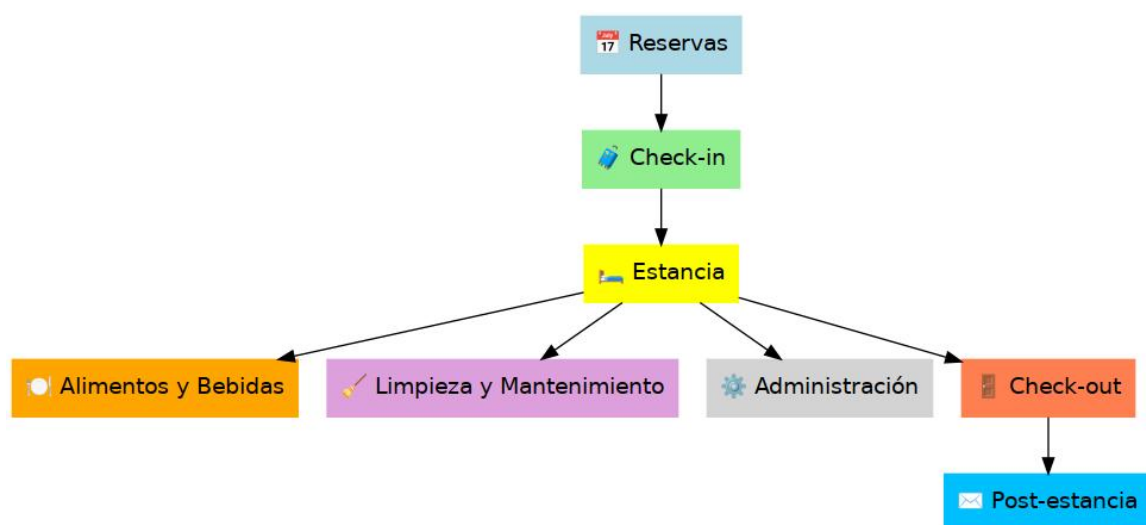 📅 Reservas
🧳 Check-in
🛏️ Estancia
🍽️ Alimentos y Bebidas
🧹 Limpieza y Mantenimiento
⚙️ Administración
🚪 Check-out
✉️ Post-estancia